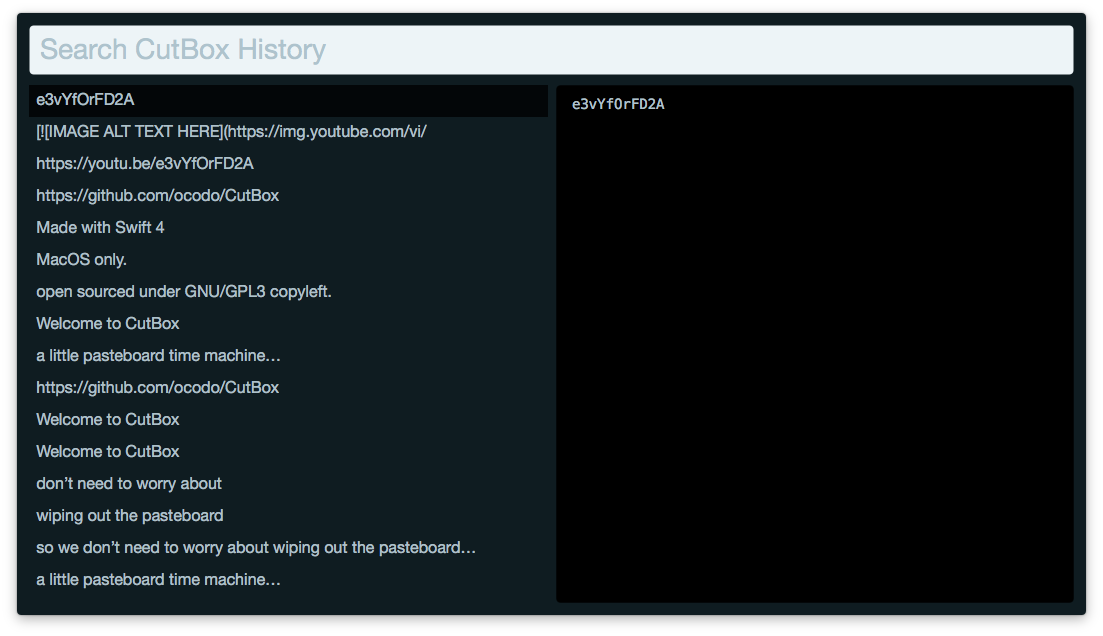 Search CutBox History
e3vYfOrFD2A
[![IMAGE ALT TEXT HERE](https://img.youtube.com/vi/
https://youtu.be/e3vYfOrFD2A
https://github.com/ocodo/CutBox
Made with Swift 4
MacOS only.
open sourced under GNU/GPL3 copyleft.
Welcome to CutBox
a little pasteboard time machine…
https://github.com/ocodo/CutBox
Welcome to CutBox
Welcome to CutBox
don’t need to worry about
wiping out the pasteboard
so we don’t need to worry about wiping out the pasteboard…
a little pasteboard time machine…
e3vYfOrFD2A